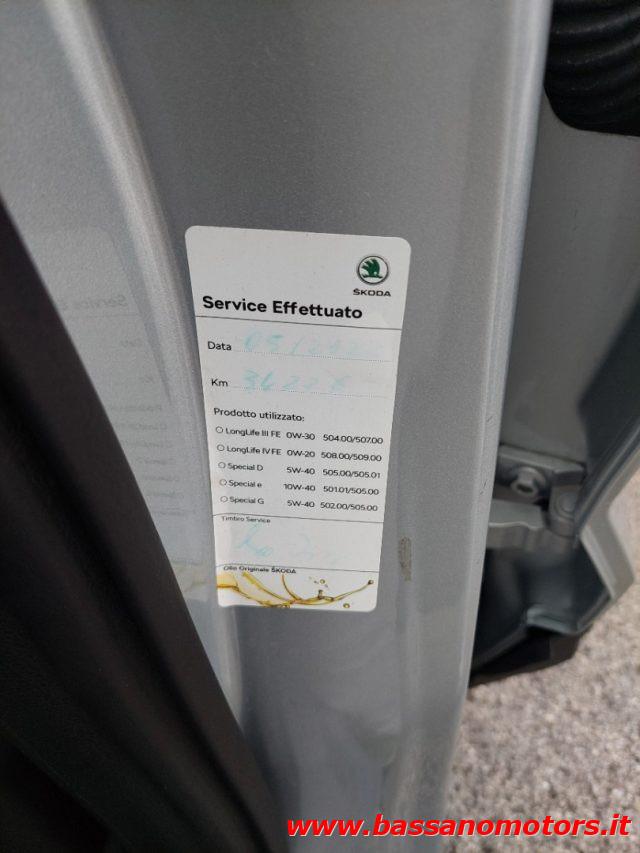 ŠKODA
Service Effettuato
Data
Km
Prodotto utilizzato:
LongLife III FE 0W-30 504.00/507.00
LongLife IV FE 0W-20 508.00/509.00
Special D 5W-40 505.00/505.01
Special e 10W-40 501.01/505.00
Special G 5W-40 502.00/505.00
Timbro Service
Olio Originale ŠKODA
www.bassanomotors.it